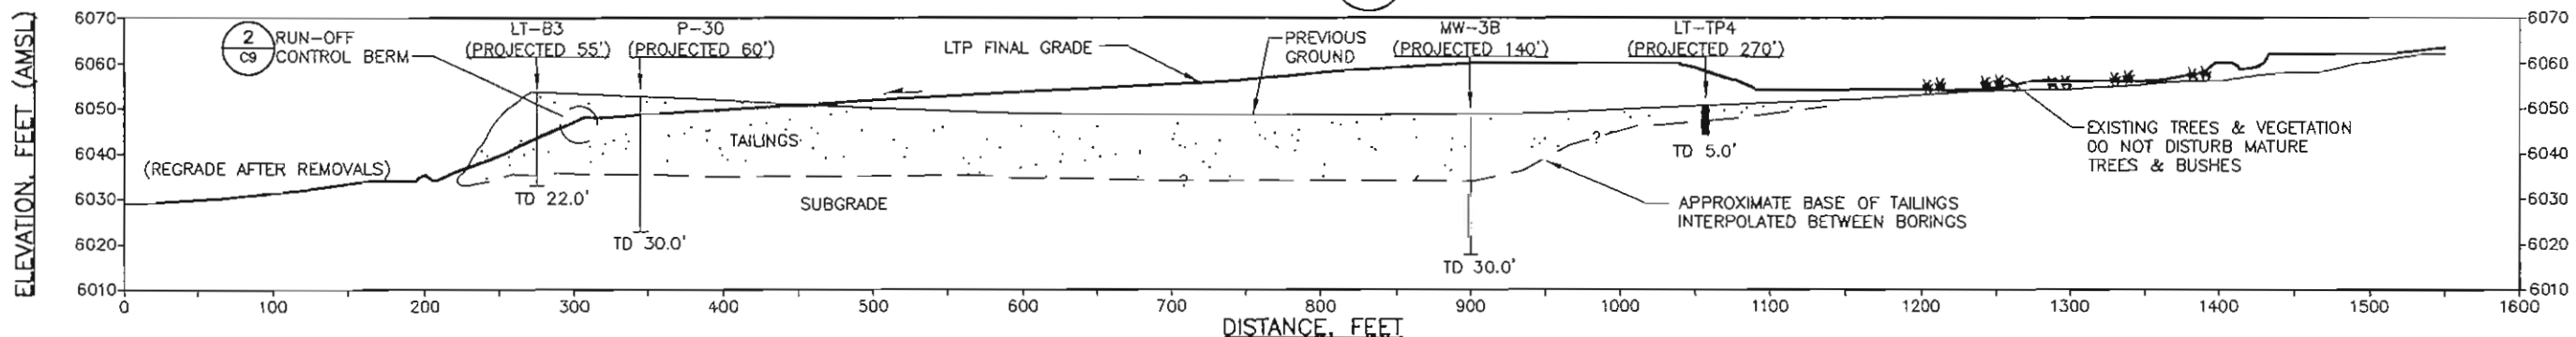 ELEVATION, FEET (AMSL)
6070
6060
6050
6040
6030
6020
6010
2
C9
RUN-OFF
CONTROL BERM
LT-B3
(PROJECTED 55')
P-30
(PROJECTED 60')
LTP FINAL GRADE
PREVIOUS
GROUND
MW-3B
(PROJECTED 140')
LT-TP4
(PROJECTED 270')
6070
6060
6050
6040
6030
6020
6010
(REGRADE AFTER REMOVALS)
TAILINGS
SUBGRADE
TD 22.0'
TD 30.0'
?
TD 30.0'
?
TD 5.0'
EXISTING TREES & VEGETATION
DO NOT DISTURB MATURE
TREES & BUSHES
APPROXIMATE BASE OF TAILINGS
INTERPOLATED BETWEEN BORINGS
0 100 200 300 400 500 600 700 800 900 1000 1100 1200 1300 1400 1500 1600
DISTANCE, FEET